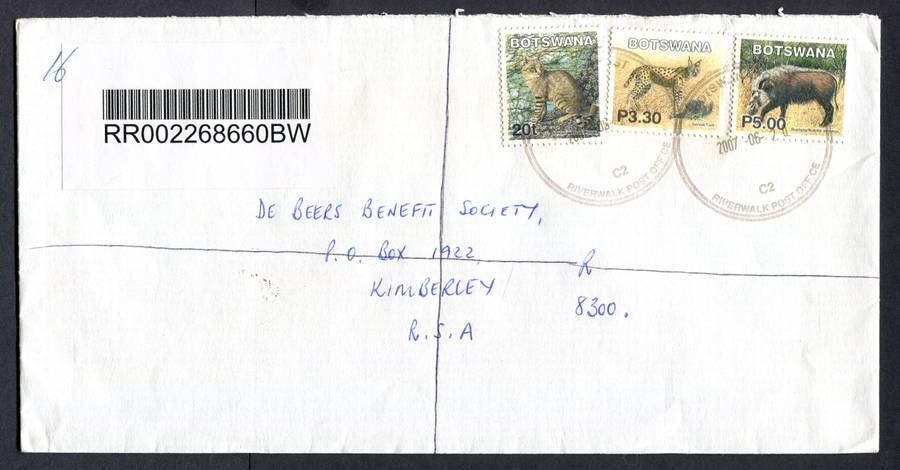 16
RR002268660BW
BOTSWANA
20t
BOTSWANA
P3.30
BOTSWANA
P5.00
C2
RIVERWALK POST OFFICE
2007 -06-
C2
RIVERWALK POST OFFICE
DE BEERS BENEFIT SOCIETY,
P.O. BOX 1922,
KIMBERLEY
R.S.A
R
8300.